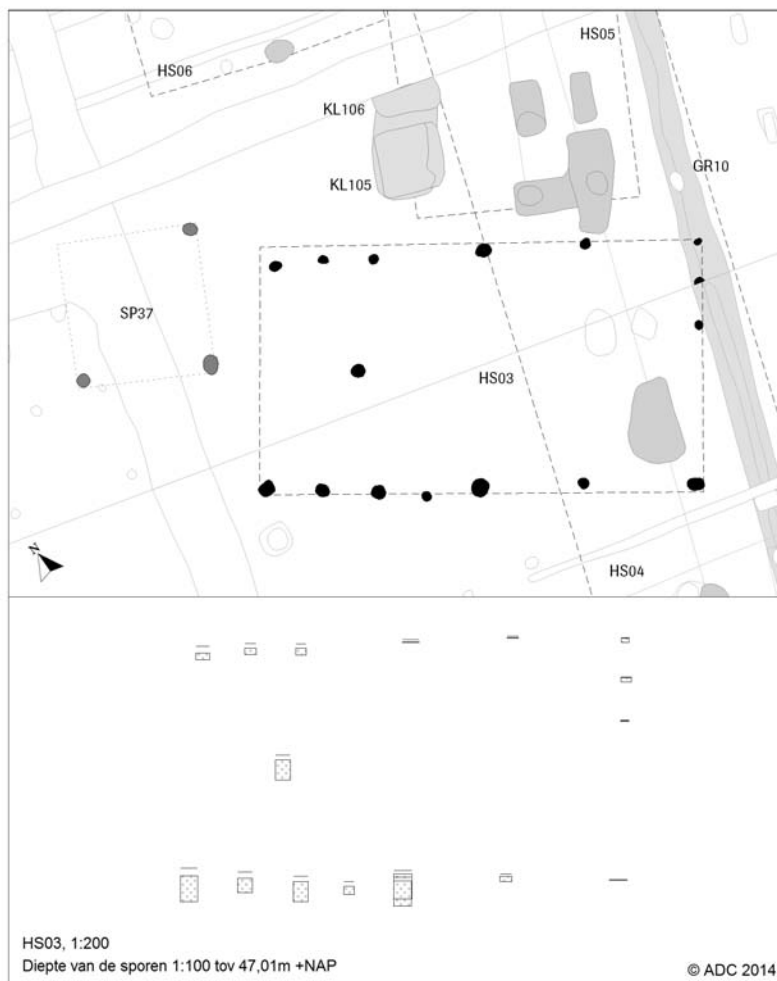 HS06
HS05
KL106
KL105
GR10
SP37
HS03
HS04
N
HS03, 1:200
Diepte van de sporen 1:100 tov 47,01m +NAP
© ADC 2014